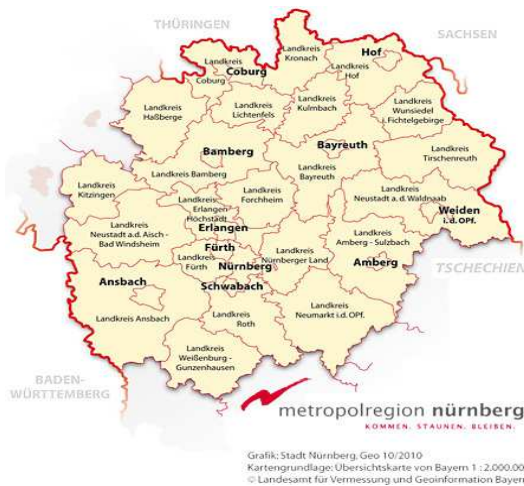 THÜRINGEN
SACHSEN
Landkreis
Kronach
Hof
Landkreis
Coburg
Coburg
Landkreis
Hof
Landkreis
Haßberge
Landkreis
Lichtenfels
Landkreis
Kulmbach
Landkreis
Wunsiedel
i.Fichtelgebirge
Bamberg
Bayreuth
Landkreis
Tirschenreuth
Landkreis Bamberg
Landkreis
Bayreuth
Landkreis
Kitzingen
Landkreis
Erlangen
Höchstadt
Landkreis
Forchheim
Landkreis
Neustadt a. d. Waldnaab
Weiden
i.d.OPf.
Landkreis
Neustadt a.d. Aisch -
Bad Windsheim
Erlangen
Landkreis
Amberg - Sulzbach
Fürth
Landkreis
Fürth
Nürnberg
Landkreis
Nürnberger Land
Amberg
TSCHECHIEN
Ansbach
Schwabach
Landkreis Ansbach
Landkreis
Roth
Landkreis
Neumarkt i.d. OPf.
Landkreis
Weißenburg -
Gunzenhausen
BADEN-
WÜRTTEMBERG
metropolregion nürnberg
KOMMEN. STAUNEN. BLEIBEN.
Grafik: Stadt Nürnberg, Geo 10/2010
Kartengrundlage: Übersichtskarte von Bayern 1 : 2.000.00
© Landesamt für Vermessung und Geoinformation Bayer